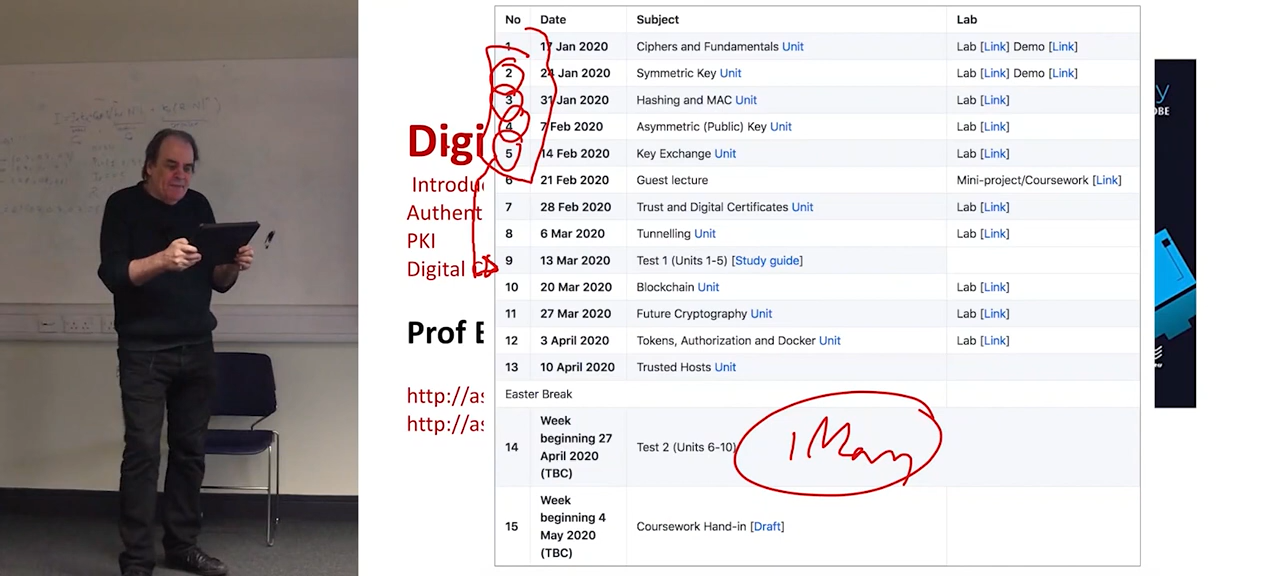 No Date Subject Lab
1 17 Jan 2020 Ciphers and Fundamentals Unit Lab [Link] Demo [Link]
2 24 Jan 2020 Symmetric Key Unit Lab [Link] Demo [Link]
3 31 Jan 2020 Hashing and MAC Unit Lab [Link]
4 7 Feb 2020 Asymmetric (Public) Key Unit Lab [Link]
5 14 Feb 2020 Key Exchange Unit Lab [Link]
6 21 Feb 2020 Guest lecture Mini-project/Coursework [Link]
7 28 Feb 2020 Trust and Digital Certificates Unit Lab [Link]
8 6 Mar 2020 Tunnelling Unit Lab [Link]
9 13 Mar 2020 Test 1 (Units 1-5) [Study guide]
10 20 Mar 2020 Blockchain Unit Lab [Link]
11 27 Mar 2020 Future Cryptography Unit Lab [Link]
12 3 April 2020 Tokens, Authorization and Docker Unit Lab [Link]
13 10 April 2020 Trusted Hosts Unit
Easter Break
Week
beginning 27
14 April 2020 Test 2 (Units 6-10)
(TBC)
1 May
Week
beginning 4
15 May 2020 Coursework Hand-in [Draft]
(TBC)
Digi
Introdu
Authent
PKI
Digital
Prof
http://as
http://as